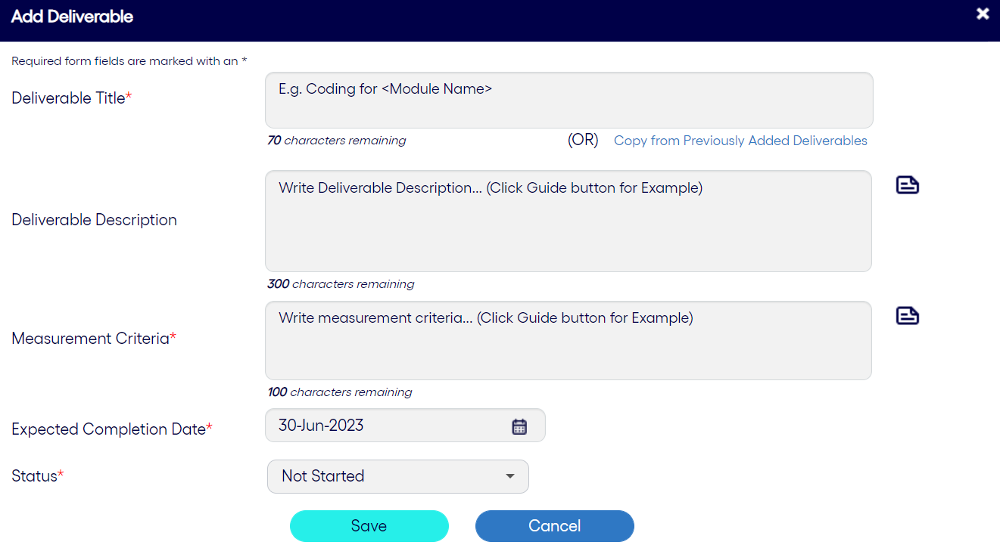 Add Deliverable
Required form fields are marked with an *
Deliverable Title*
E.g. Coding for <Module Name>
70 characters remaining
(OR) Copy from Previously Added Deliverables
Deliverable Description
Write Deliverable Description... (Click Guide button for Example)
300 characters remaining
Measurement Criteria*
Write measurement criteria... (Click Guide button for Example)
100 characters remaining
Expected Completion Date*
30-Jun-2023
Status*
Not Started
Save
Cancel